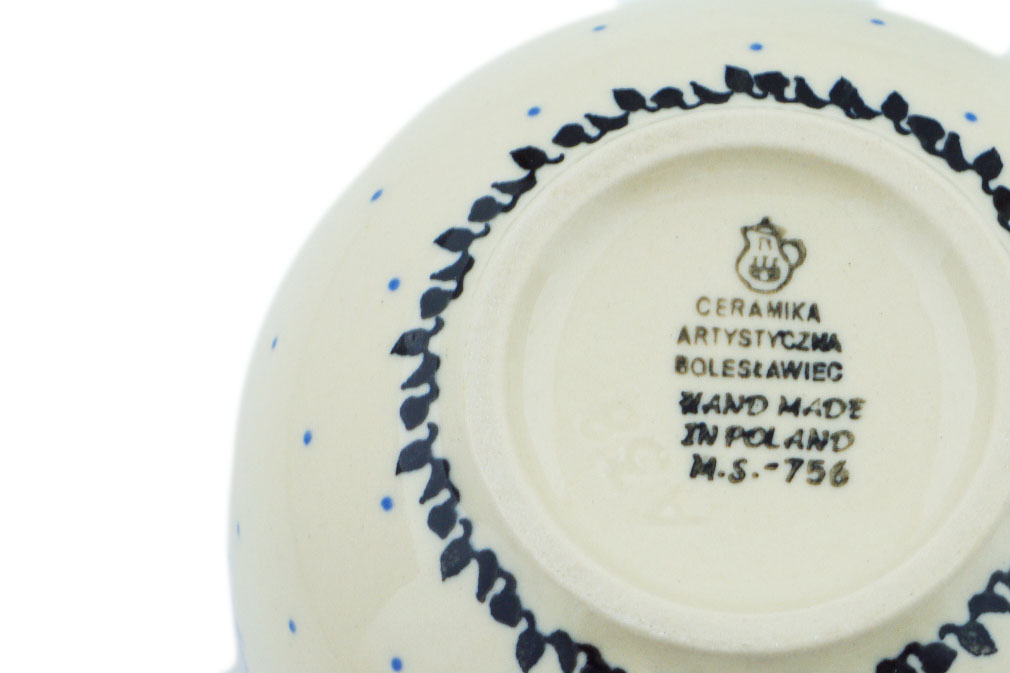 CERAMIKA
ARTYSTYCZNA
BOLESŁAWIEC
HAND MADE
IN POLAND
M.S.-756